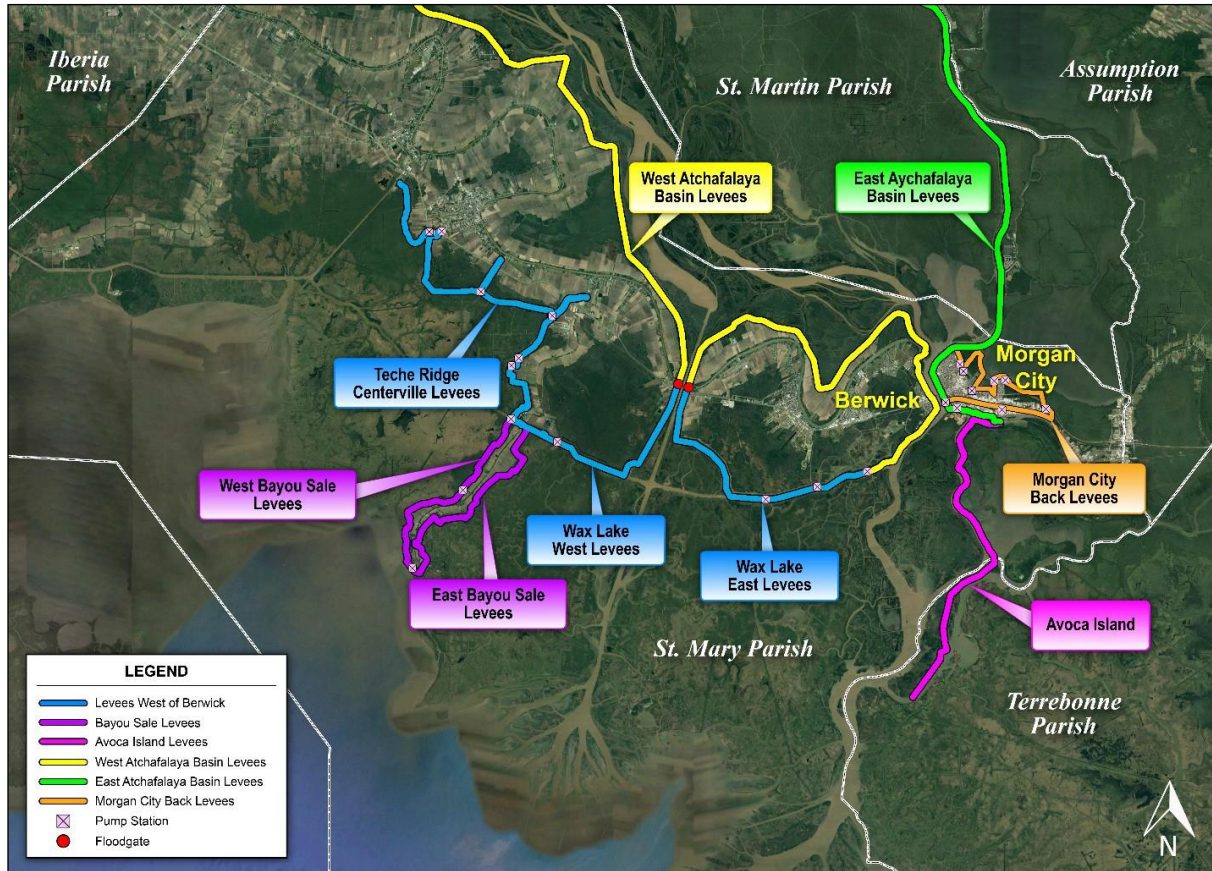 Iberia
Parish
St. Martin Parish
Assumption
Parish
West Atchafalaya
Basin Levees
East Aychafalaya
Basin Levees
Teche Ridge
Centerville Levees
Morgan
City
Berwick
West Bayou Sale
Levees
Wax Lake
West Levees
Wax Lake
East Levees
Morgan City
Back Levees
East Bayou Sale
Levees
Avoca Island
St. Mary Parish
Terrebonne
Parish
LEGEND
Levees West of Berwick
Bayou Sale Levees
Avoca Island Levees
West Atchafalaya Basin Levees
East Atchafalaya Basin Levees
Morgan City Back Levees
Pump Station
Floodgate
N